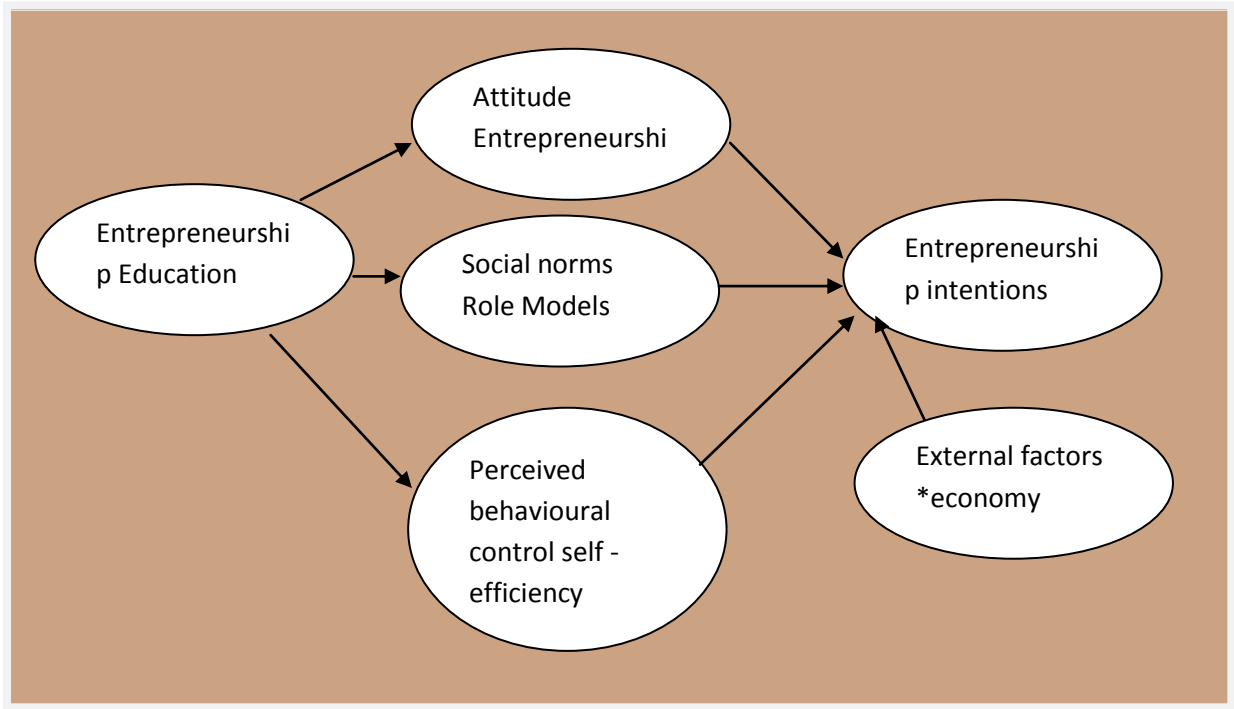 Attitude
Entrepreneurshi
Entrepreneurshi
p Education
Social norms
Role Models
Entrepreneurshi
p intentions
Perceived
behavioural
control self -
efficiency
External factors
*economy